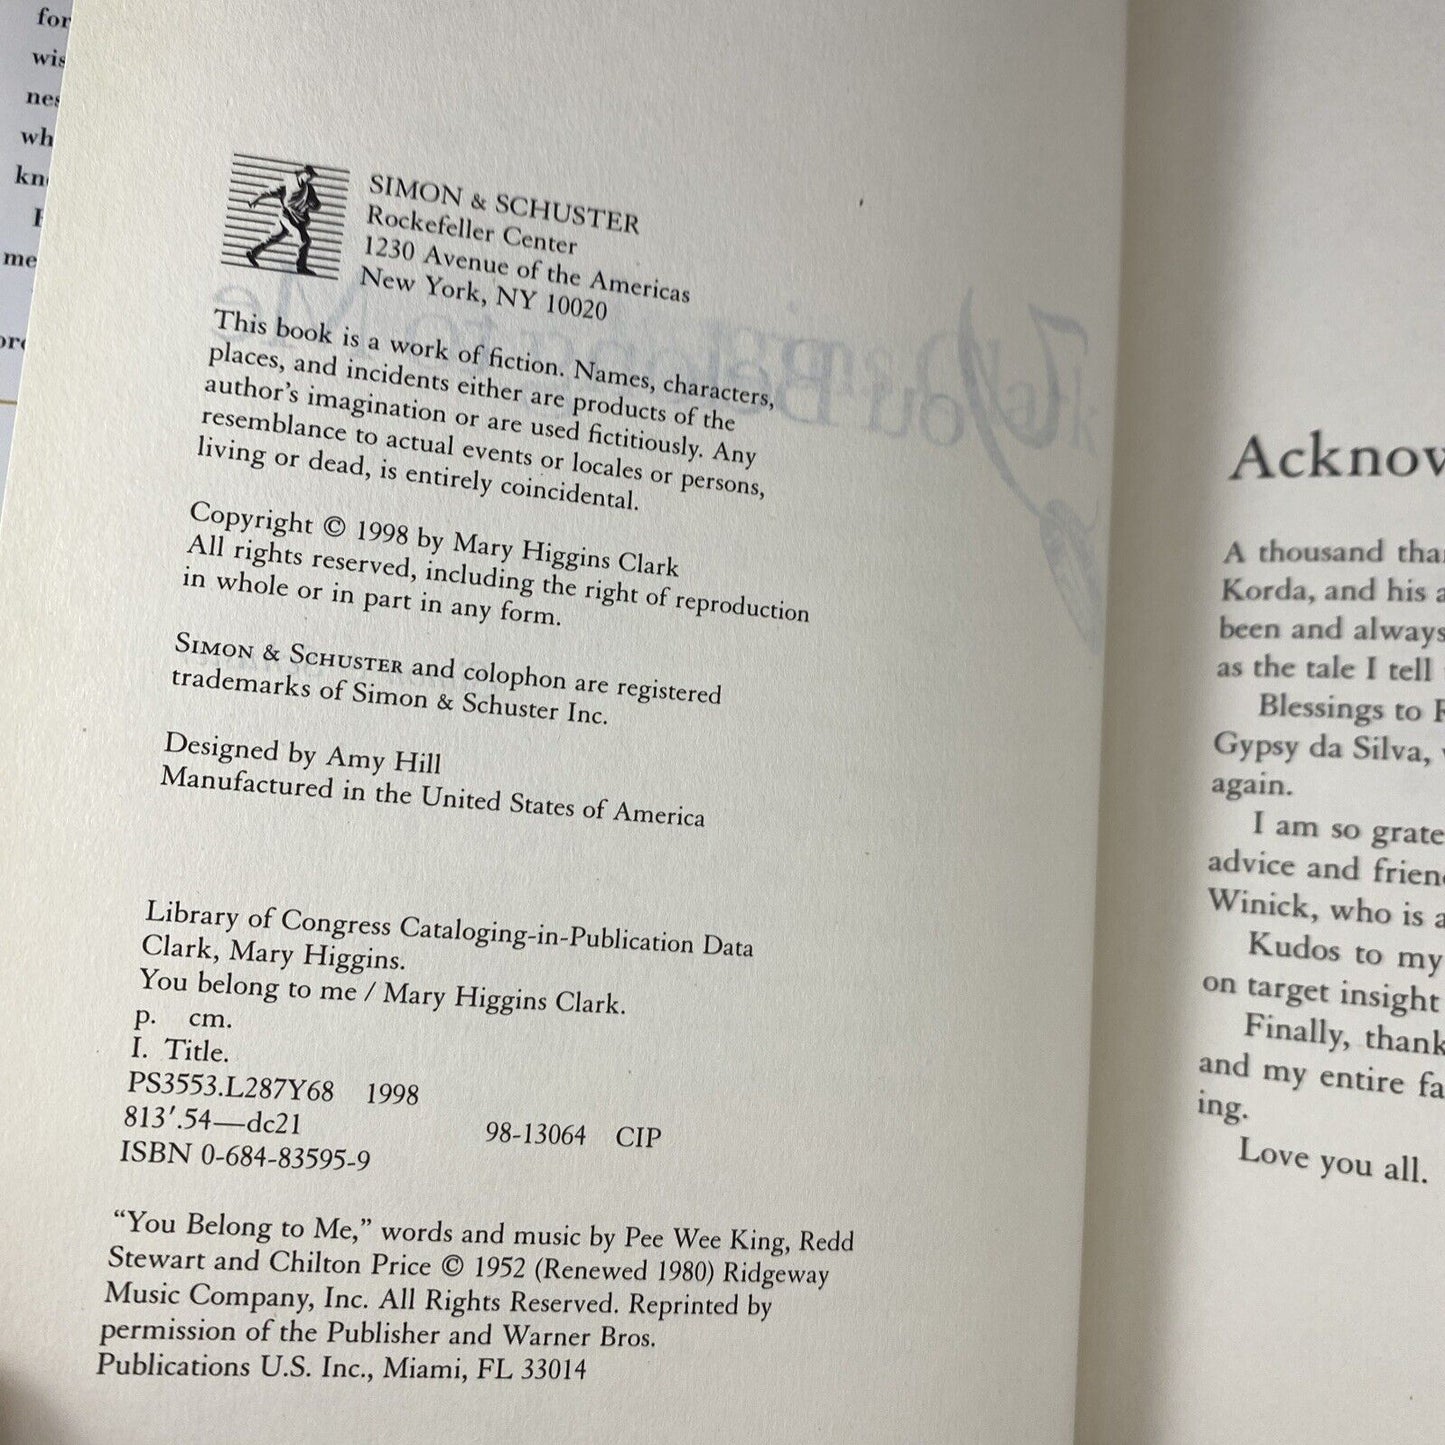 for
wis
nes
wh
kn
me
SIMON & SCHUSTER
Rockefeller Center
1230 Avenue of the Americas
New York, NY 10020
This book is a work of fiction. Names, characters,
places, and incidents either are products of the
author's imagination or are used fictitiously. Any
resemblance to actual events or locales or persons,
living or dead, is entirely coincidental.
Copyright © 1998 by Mary Higgins Clark
All rights reserved, including the right of reproduction
in whole or in part in any form.
SIMON & SCHUSTER and colophon are registered
trademarks of Simon & Schuster Inc.
Designed by Amy Hill
Manufactured in the United States of America
Library of Congress Cataloging-in-Publication Data
Clark, Mary Higgins.
You belong to me / Mary Higgins Clark.
p. cm.
I. Title.
PS3553.L287Y68 1998
813'.54—dc21 98-13064 CIP
ISBN 0-684-83595-9
"You Belong to Me," words and music by Pee Wee King, Redd
Stewart and Chilton Price © 1952 (Renewed 1980) Ridgeway
Music Company, Inc. All Rights Reserved. Reprinted by
permission of the Publisher and Warner Bros.
Publications U.S. Inc., Miami, FL 33014
Acknow
A thousand than
Korda, and his a
been and always
as the tale I tell
Blessings to R
Gypsy da Silva,
again.
I am so grate
advice and frien
Winick, who is a
Kudos to my
on target insight
Finally, thank
and my entire fa
ing.
Love you all.